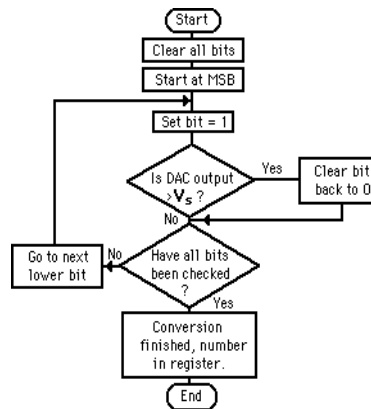 Start
Clear all bits
Start at MSB
Set bit = 1
Is DAC output
>Vs ?
Yes
Clear bit
back to 0
No
Go to next
lower bit
No
Have all bits
been checked
?
Yes
Conversion
finished, number
in register.
End